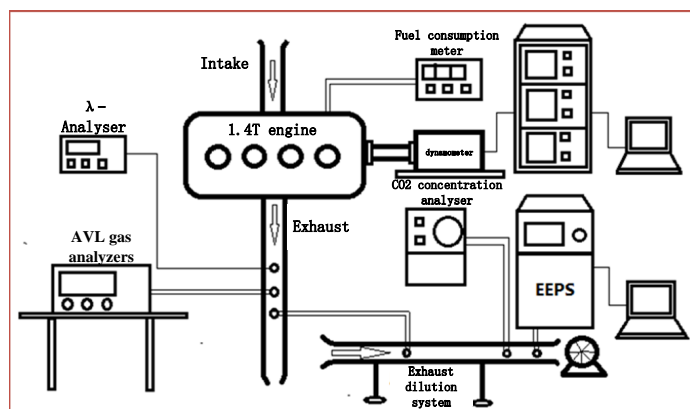 Fuel consumption
meter
Intake
λ-
Analyser
1.4T engine
dynamometer
CO2 concentration
analyser
Exhaust
AVL gas
analyzers
EEPS
Exhaust
dilution
system